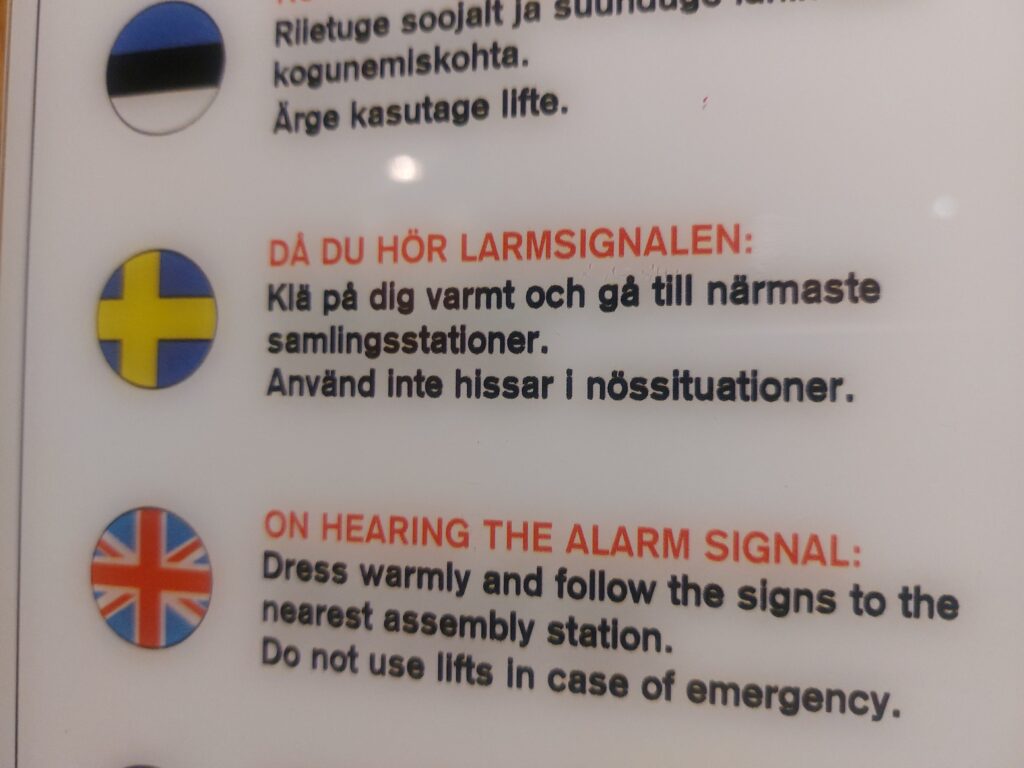 Riietuge soojalt ja suunduge
kogunemiskohta.
Ärge kasutage lifte.
DÅ DU HÖR LARMSIGNALEN:
Klä på dig varmt och gå till närmaste
samlingsstationer.
Använd inte hissar i nössituationer.
ON HEARING THE ALARM SIGNAL:
Dress warmly and follow the signs to the
nearest assembly station.
Do not use lifts in case of emergency.